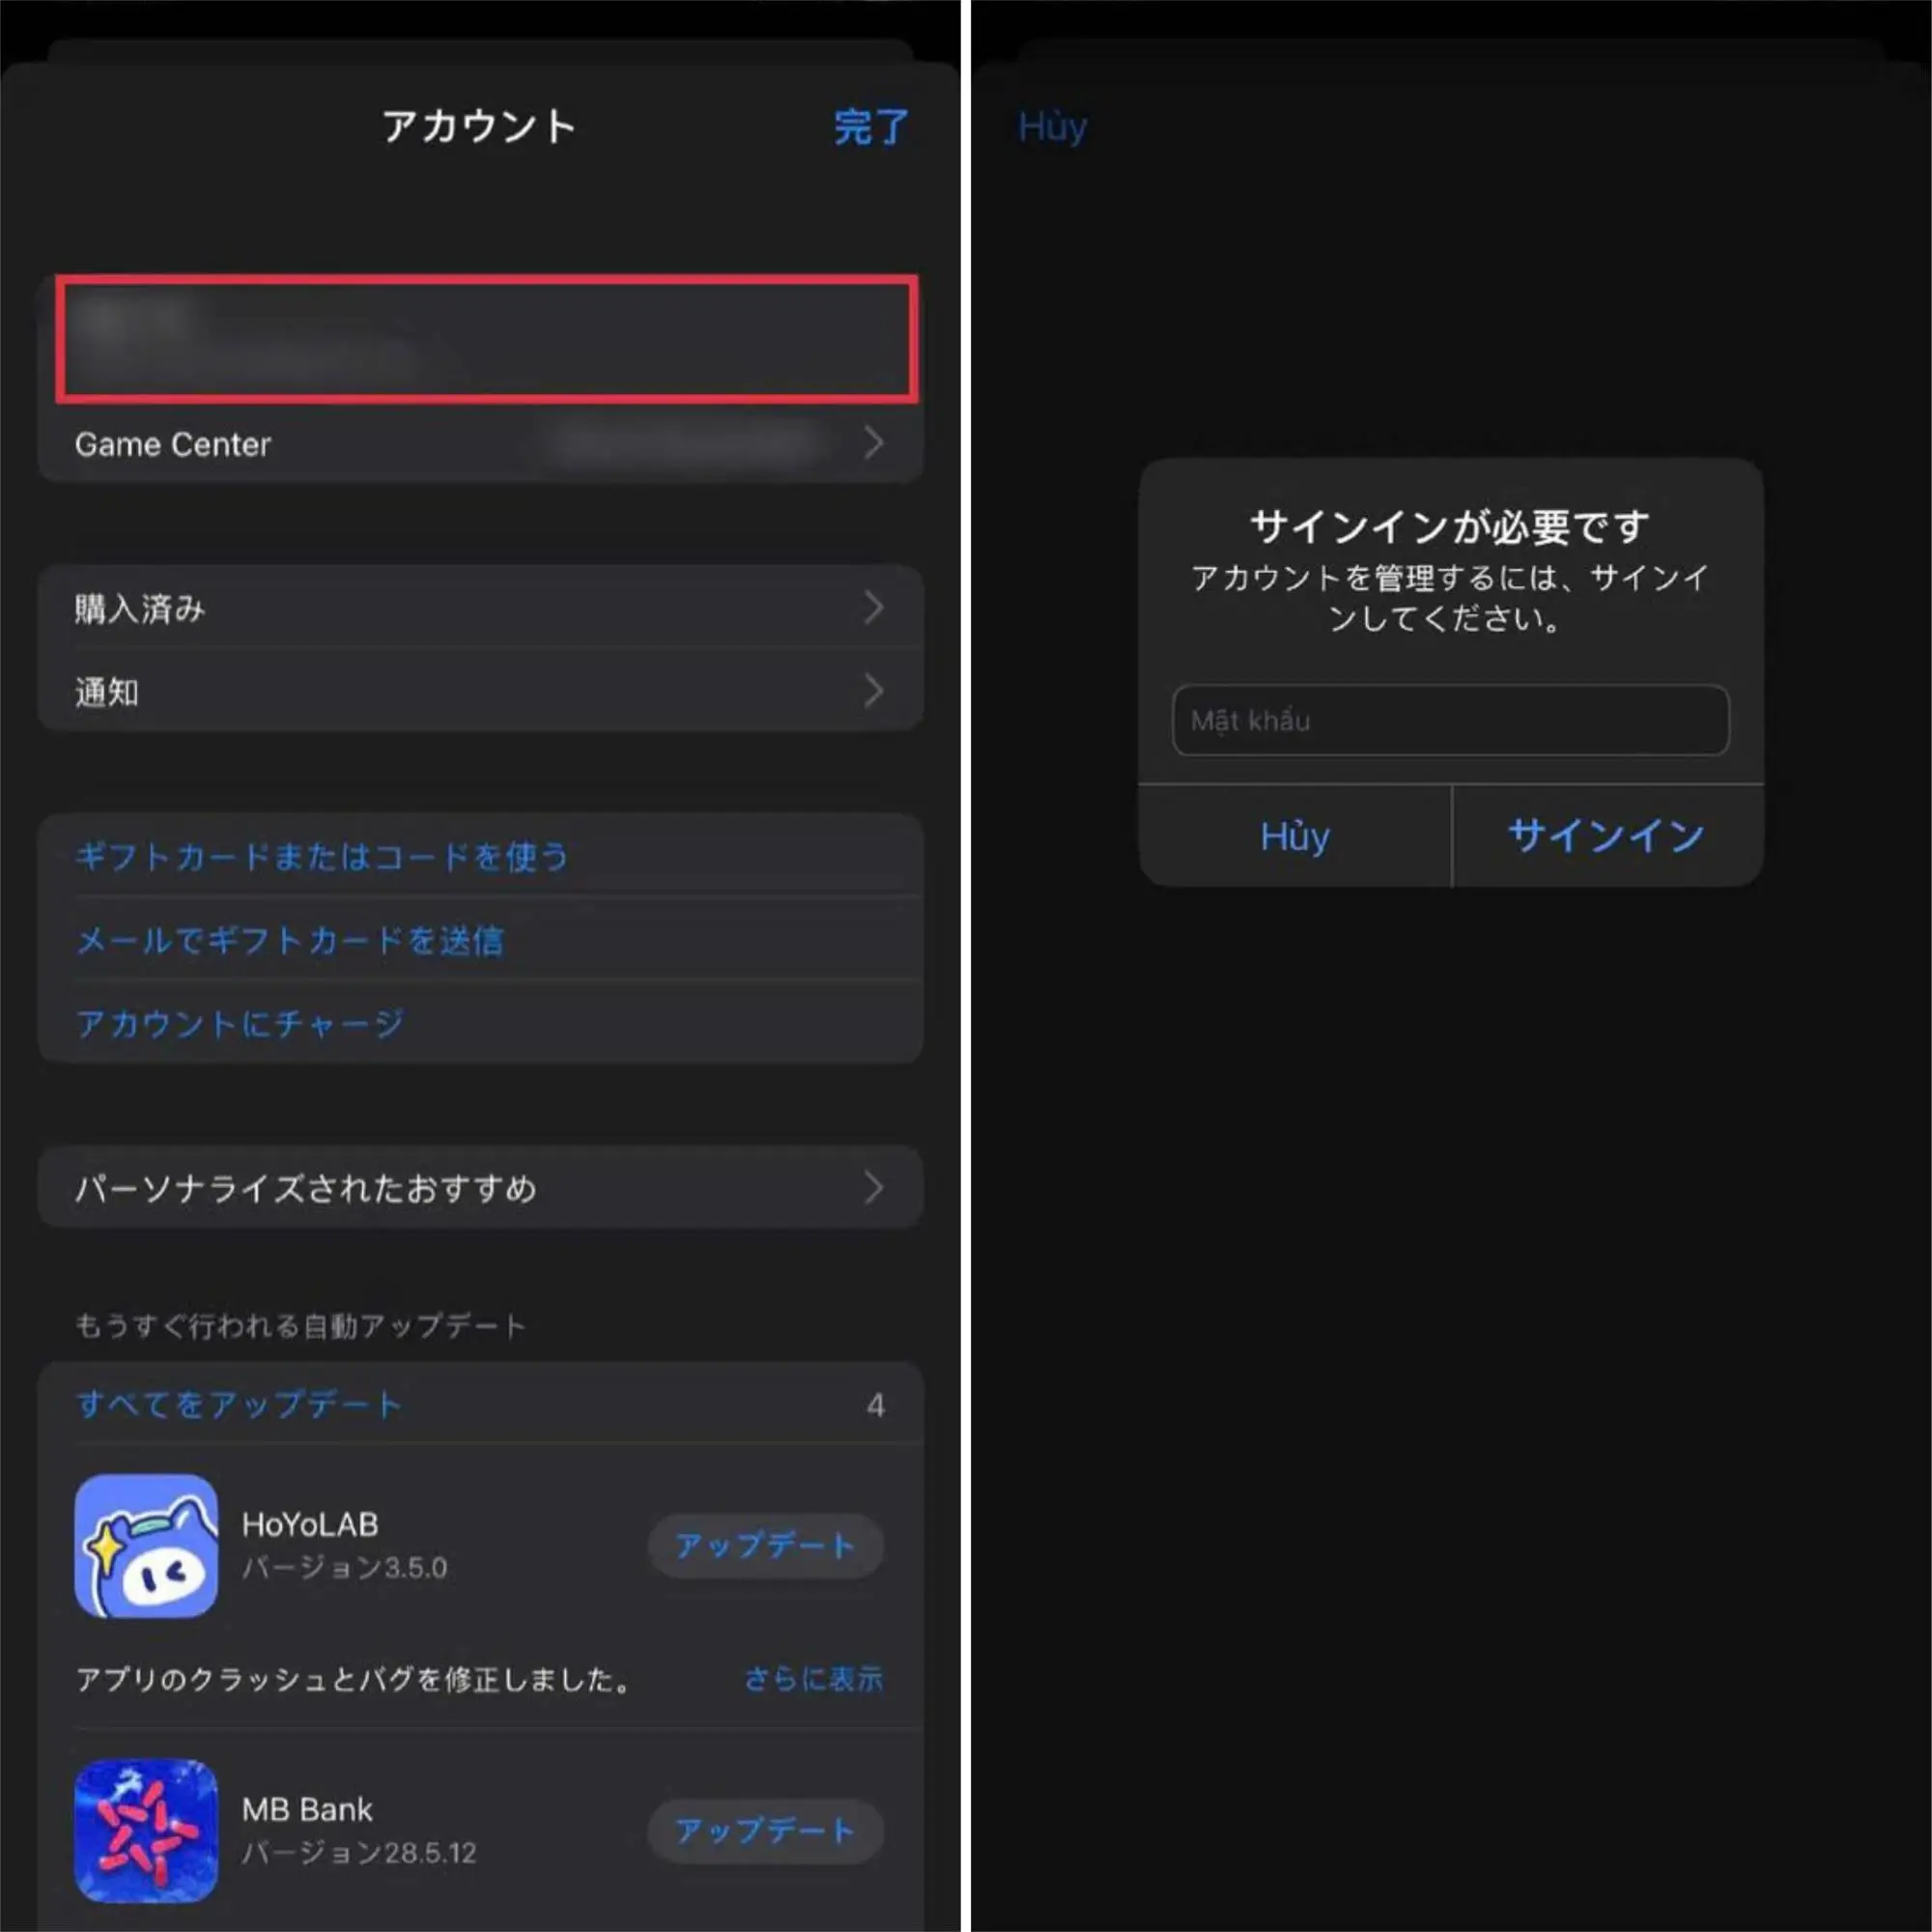 アカウント
完了
Game Center
購入済み
通知
ギフトカードまたはコードを使う
メールでギフトカードを送信
アカウントにチャージ
パーソナライズされたおすすめ
もうすぐ行われる自動アップデート
すべてをアップデート 4
HoYoLAB
バージョン3.5.0
アップデート
アプリのクラッシュとバグを修正しました。 さらに表示
MB Bank
バージョン28.5.12
アップデート
Hủy
サインインが必要です
アカウントを管理するには、サインイ
ンしてください。
Mật khẩu
Hủy サインイン